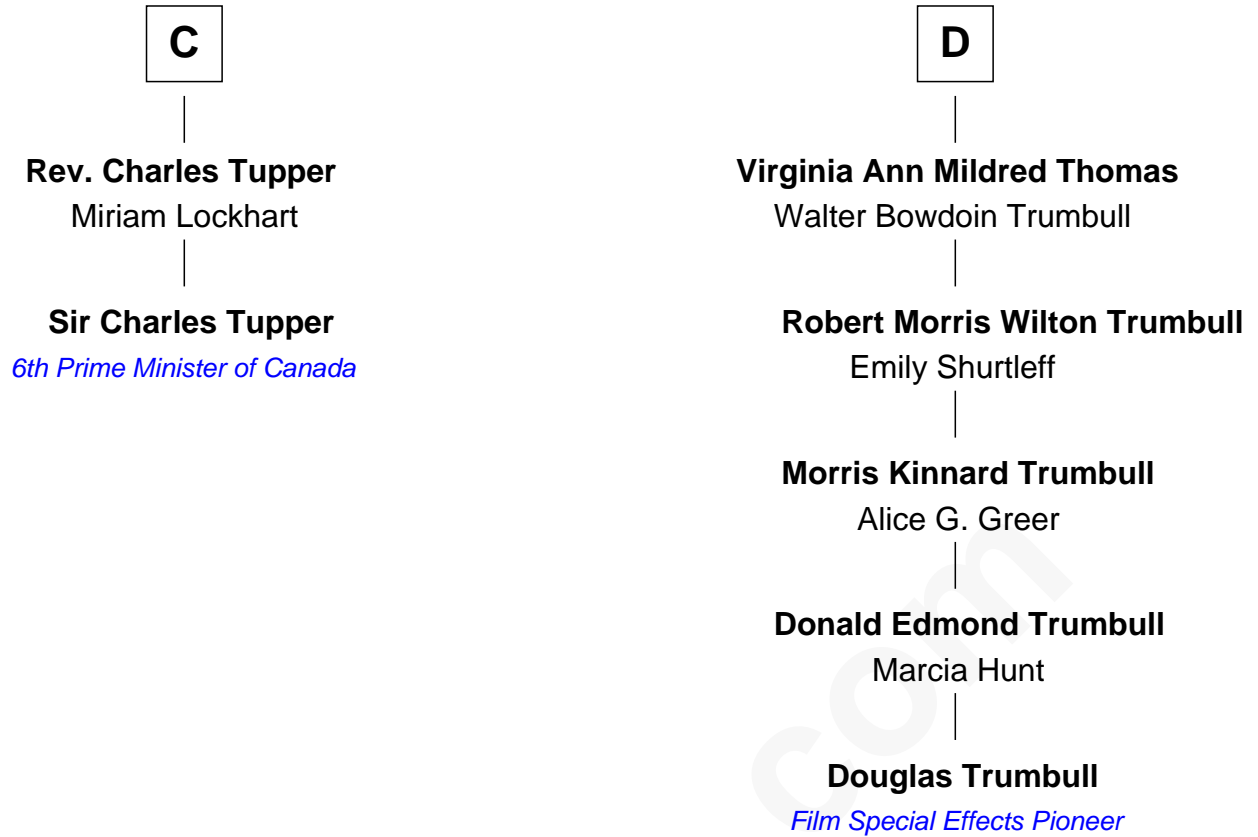 C
Rev. Charles Tupper
Miriam Lockhart
Sir Charles Tupper
6th Prime Minister of Canada
D
Virginia Ann Mildred Thomas
Walter Bowdoin Trumbull
Robert Morris Wilton Trumbull
Emily Shurtleff
Morris Kinnard Trumbull
Alice G. Greer
Donald Edmond Trumbull
Marcia Hunt
Douglas Trumbull
Film Special Effects Pioneer
com